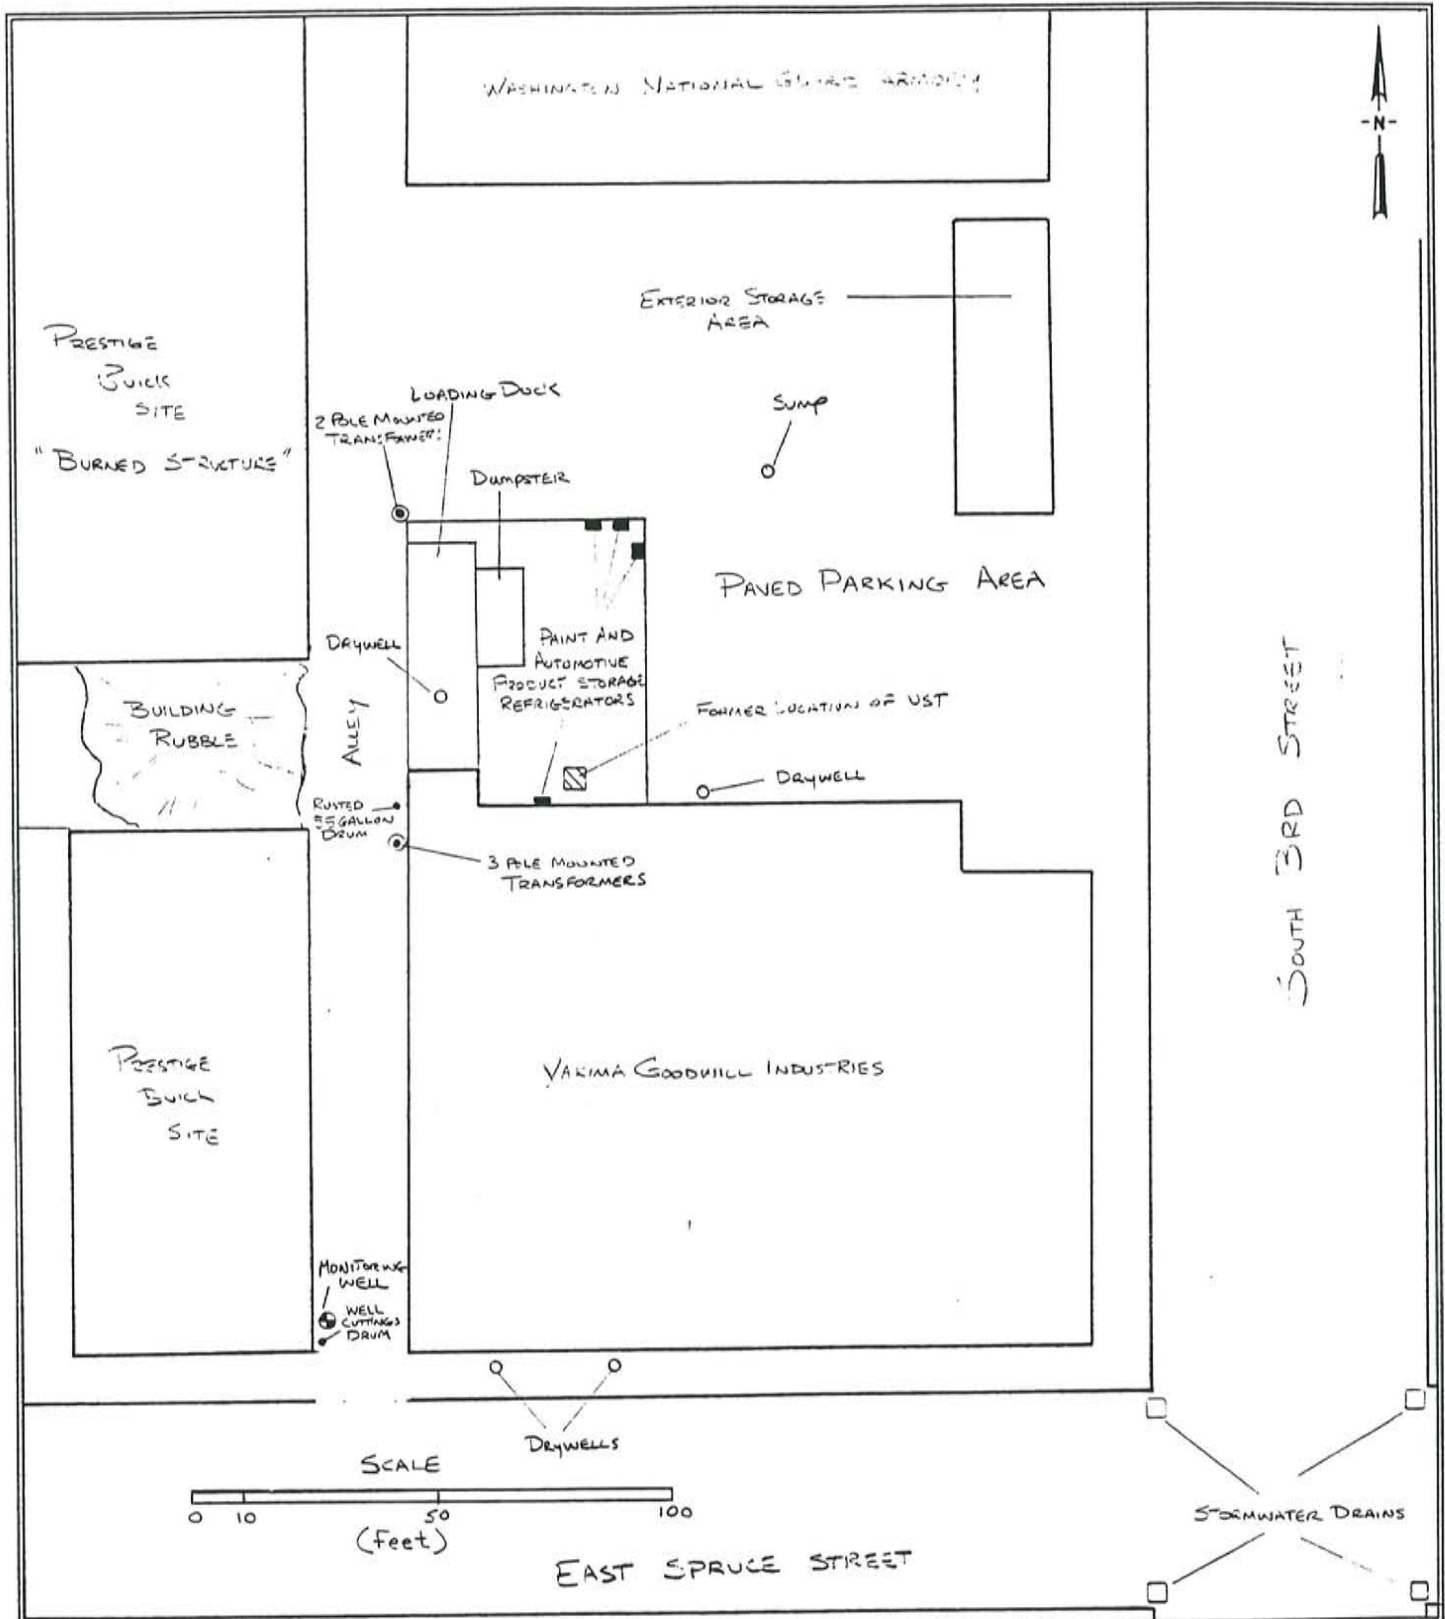 WASHINGTON NATIONAL GUARD ARMORY
-N-
EXTERIOR STORAGE
AREA
PRESTIGE
BUICK
SITE
"BURNED STRUCTURE"
LOADING DOCK
2 POLE MOUNTED
SUMP
DUMPSTER
PAVED PARKING AREA
DRYWELL
PAINT AND
AUTOMOTIVE
PRODUCT STORAGE
REFRIGERATORS
FORMER LOCATION OF UST
BUILDING
RUBBLE
ALLEY
SOUTH 3RD STREET
DRYWELL
RUSTED
55 GALLON
DRUM
3 POLE MOUNTED
TRANSFORMERS
YAKIMA GOODWILL INDUSTRIES
PRESTIGE
BUICK
SITE
MONITORING
WELL
WELL
CUTTINGS
DRUM
DRYWELLS
SCALE
0 10 50 100
(feet)
STORMWATER DRAINS
EAST SPRUCE STREET